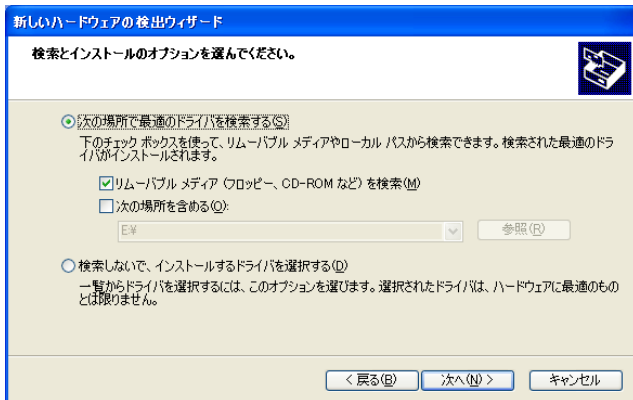 新しいハードウェアの検出ウィザード
検索とインストールのオプションを選んでください。
次の場所で最適のドライバを検索する(S)
下のチェック ボックスを使って、リムーバブル メディアやローカル パスから検索できます。検索された最適のドラ
イバがインストールされます。
リムーバブル メディア (フロッピー、CD-ROM など) を検索(M)
次の場所を含める(O):
E:¥
参照(R)
検索しないで、インストールするドライバを選択する(D)
一覧からドライバを選択するには、このオプションを選びます。選択されたドライバは、ハードウェアに最適のもの
とは限りません。
< 戻る(B)
次へ(N) >
キャンセル